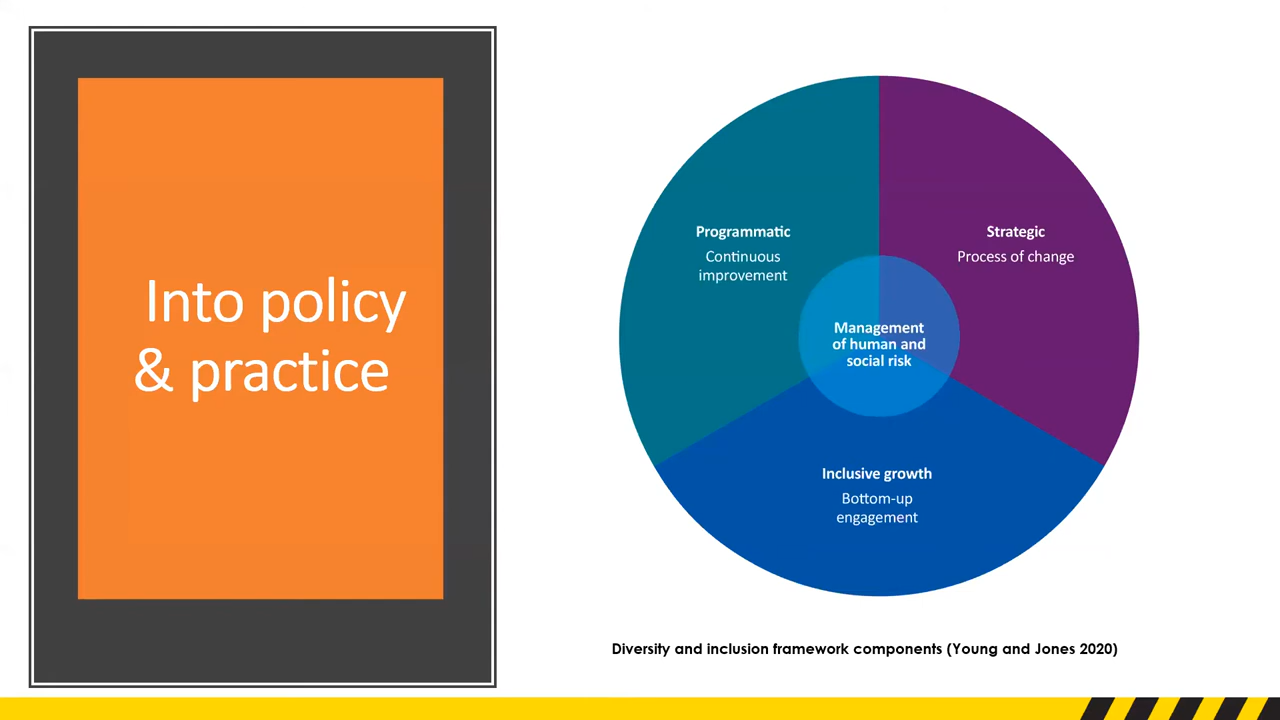 Into policy
& practice
Programmatic
Continuous
improvement
Strategic
Process of change
Management
of human and
social risk
Inclusive growth
Bottom-up
engagement
Diversity and inclusion framework components (Young and Jones 2020)